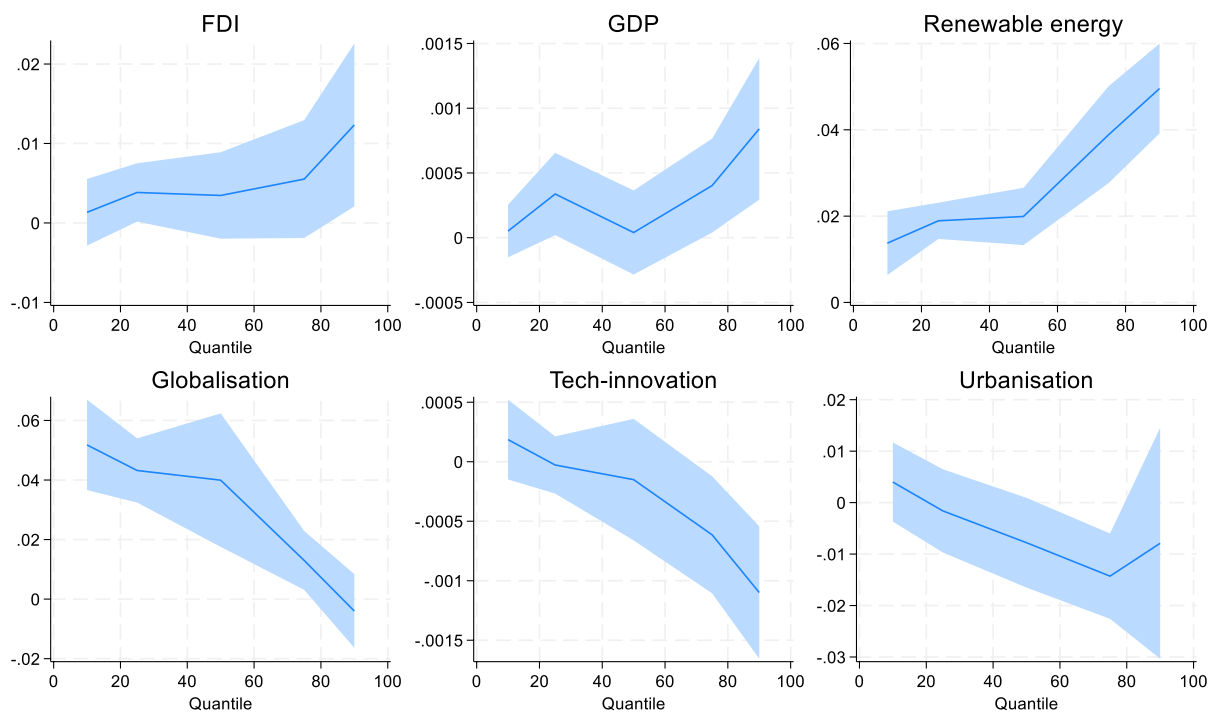 FDI
.02
.01
0
-.01
0 20 40 60 80 100
Quantile
GDP
.0015
.001
.0005
0
-.0005
0 20 40 60 80 100
Quantile
Renewable energy
.06
.04
.02
0
0 20 40 60 80 100
Quantile
Globalisation
.06
.04
.02
0
-.02
0 20 40 60 80 100
Quantile
Tech-innovation
.0005
0
-.0005
-.001
-.0015
0 20 40 60 80 100
Quantile
Urbanisation
.02
.01
0
-.01
-.02
-.03
0 20 40 60 80 100
Quantile